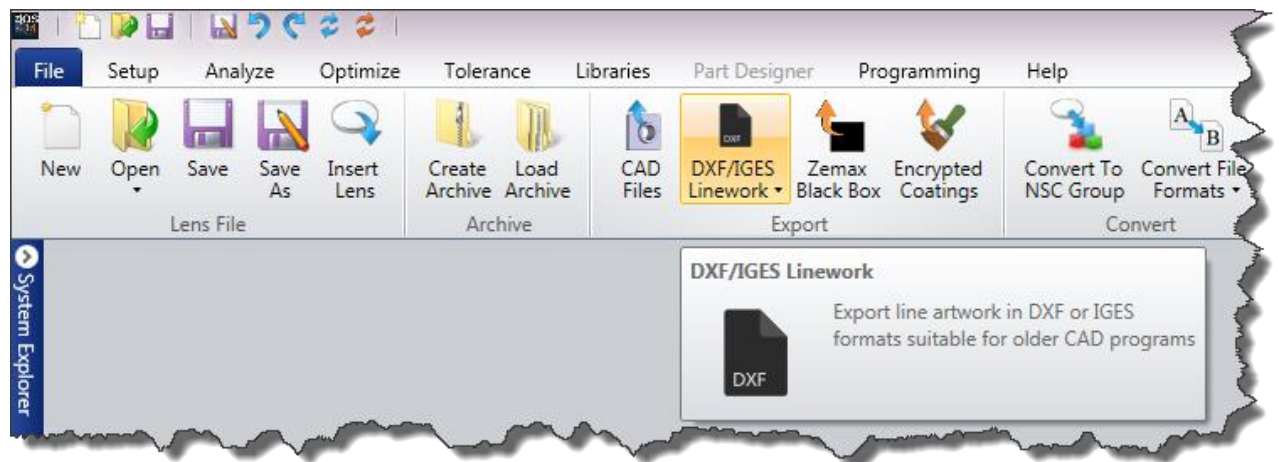 File Setup Analyze Optimize Tolerance Libraries Part Designer Programming Help
New Open Save Save As Insert Lens
Lens File
Create Archive Load Archive
Archive
CAD Files DXF DXF/IGES Linework Zemax Black Box Encrypted Coatings
Export
A B
Convert To NSC Group Convert File Formats
Convert
System Explorer
DXF/IGES Linework
Export line artwork in DXF or IGES
formats suitable for older CAD programs
DXF